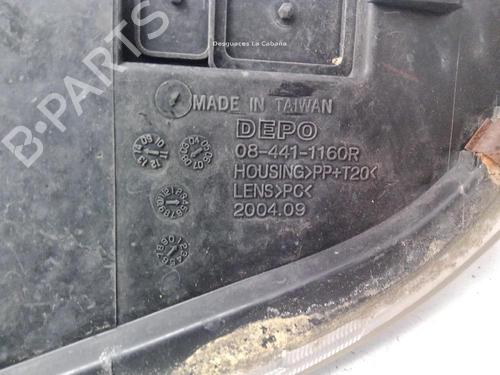 Desguaces La Cabaña
B-PARTS
MADE IN TAIWAN
DEPO
08-441-1160R
HOUSING>PP+T20<
LENS>PC<
2004.09